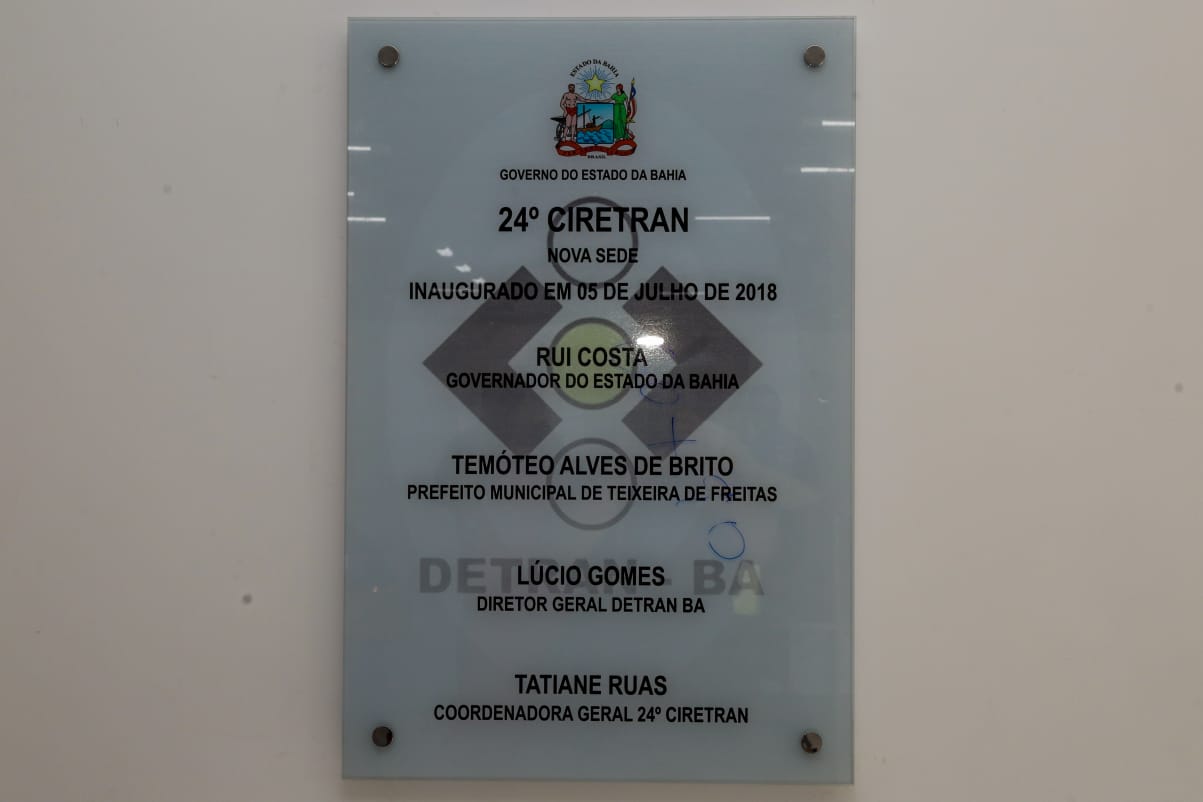 ESTADO DA BAHIA
BRASIL
GOVERNO DO ESTADO DA BAHIA
24º CIRETRAN
NOVA SEDE
INAUGURADO EM 05 DE JULHO DE 2018
RUI COSTA
GOVERNADOR DO ESTADO DA BAHIA
TEMÓTEO ALVES DE BRITO
PREFEITO MUNICIPAL DE TEIXEIRA DE FREITAS
DETRAN - BA
LÚCIO GOMES
DIRETOR GERAL DETRAN BA
TATIANE RUAS
COORDENADORA GERAL 24º CIRETRAN